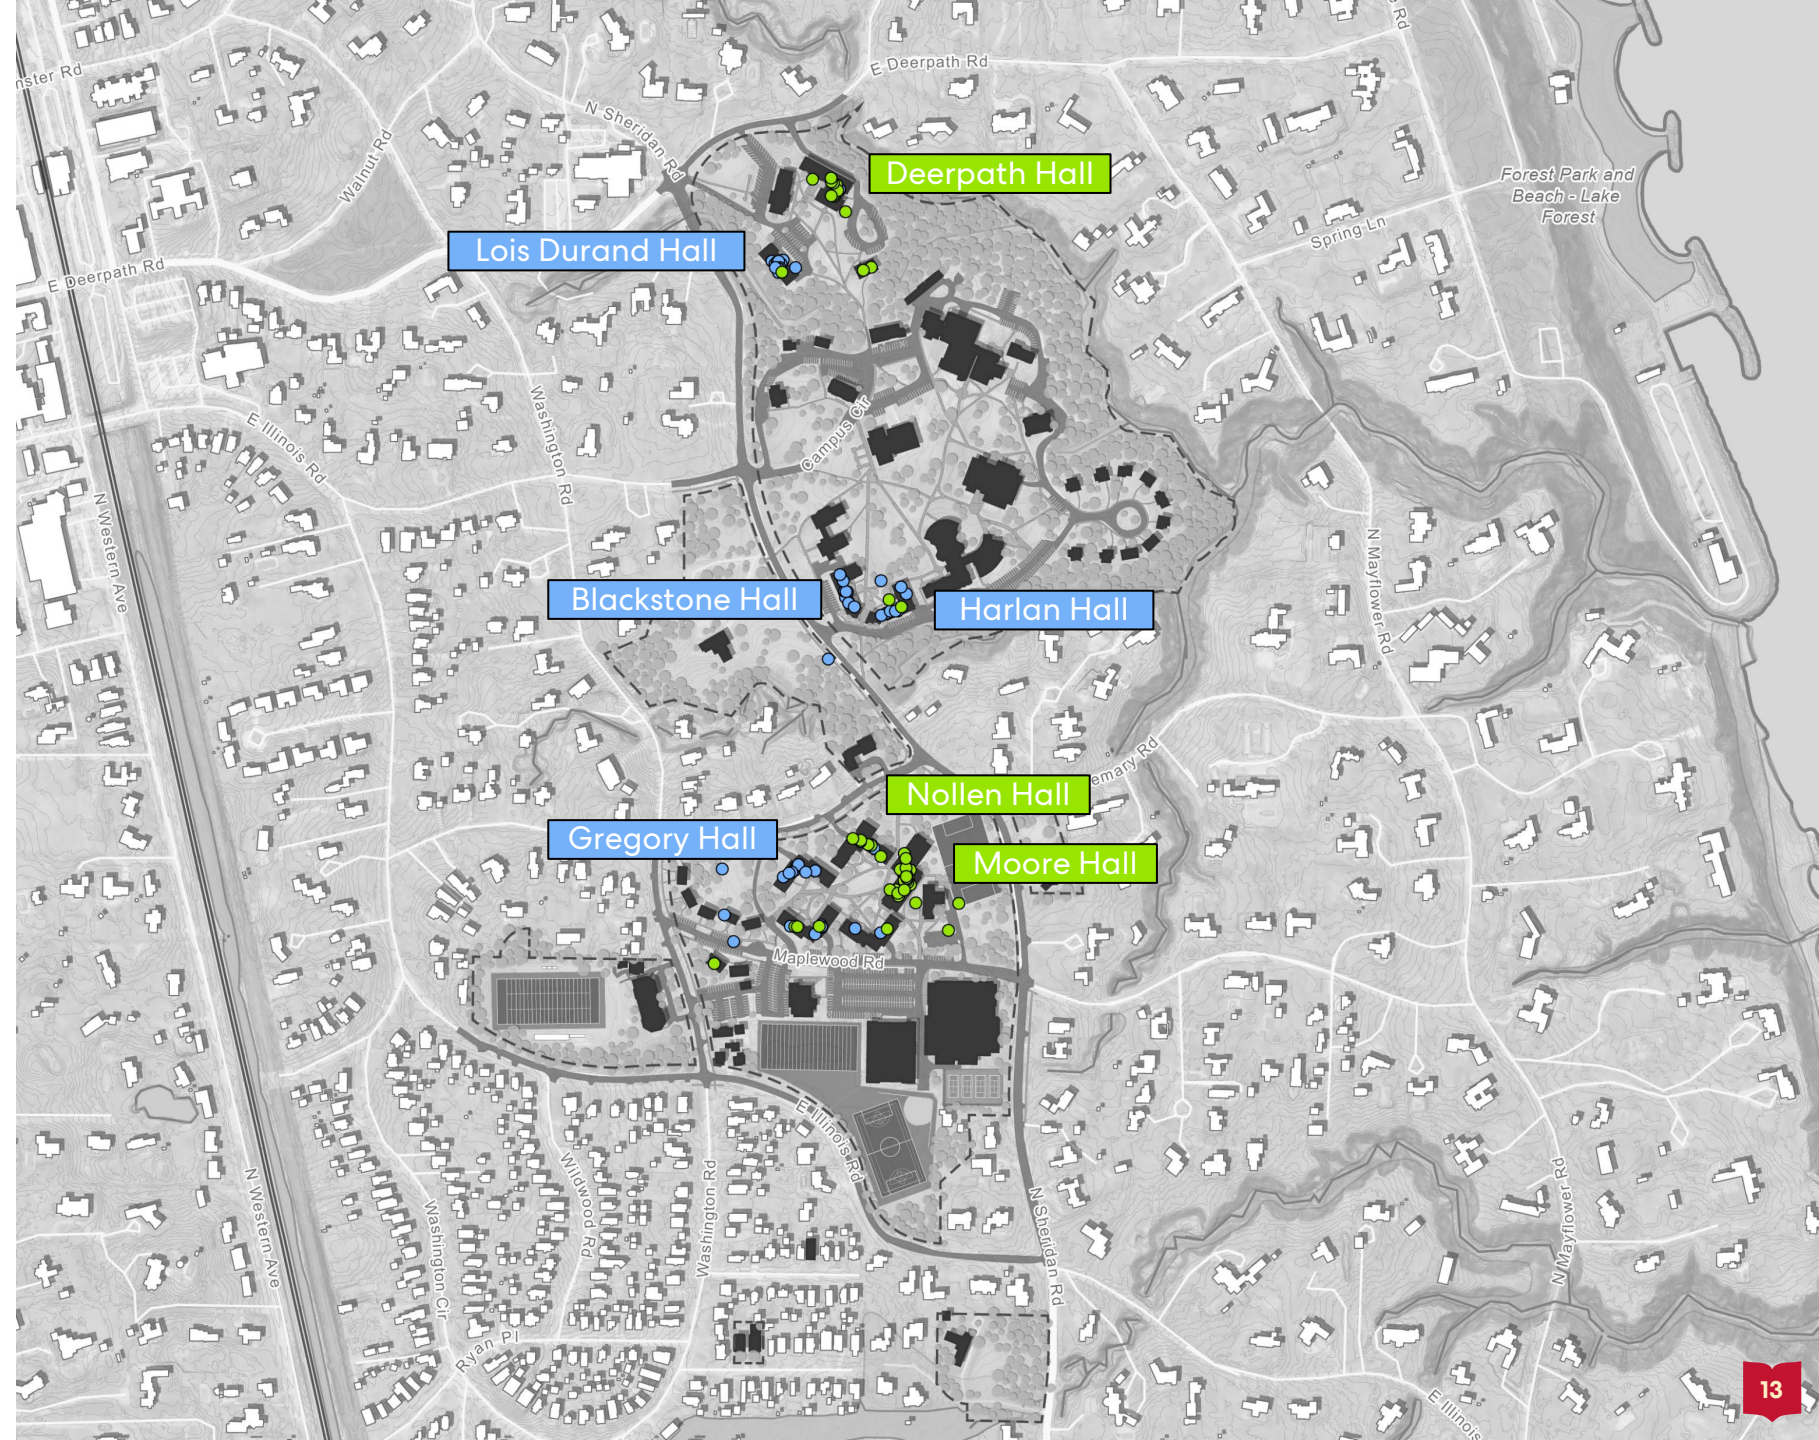 E Deerpath Rd
N Sheridan Rd
Walnut Rd
Deerpath Hall
Forest Park and
Beach - Lake
Forest
Spring Ln
Lois Durand Hall
E Deerpath Rd
Campus Cir
E Illinois Rd
Washington Rd
N Western Ave
N Mayflower Rd
Blackstone Hall
Harlan Hall
Nollen Hall
Gregory Hall
Moore Hall
Maplewood Rd
E Illinois Rd
N Western Ave
Washington Cir
Wildwood Rd
Washington Rd
N Sheridan Rd
N Mayflower Rd
Ryan Pl
E Illinois
13